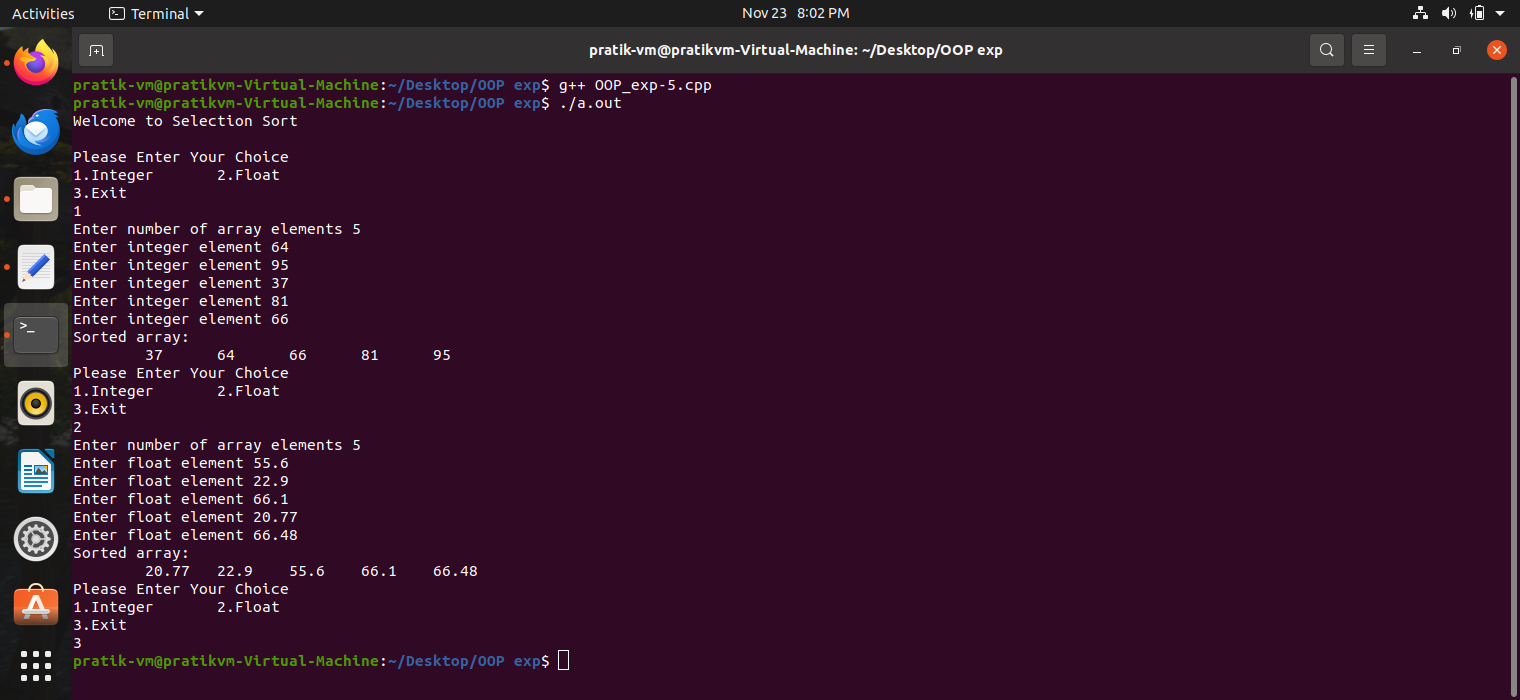 Activities Terminal Nov 23 8:02 PM
pratik-vm@pratikvm-Virtual-Machine: ~/Desktop/OOP exp
pratik-vm@pratikvm-Virtual-Machine:~/Desktop/OOP exp$ g++ OOP_exp-5.cpp
pratik-vm@pratikvm-Virtual-Machine:~/Desktop/OOP exp$ ./a.out
Welcome to Selection Sort
Please Enter Your Choice
1.Integer 2.Float
3.Exit
1
Enter number of array elements 5
Enter integer element 64
Enter integer element 95
Enter integer element 37
Enter integer element 81
Enter integer element 66
Sorted array:
37 64 66 81 95
Please Enter Your Choice
1.Integer 2.Float
3.Exit
2
Enter number of array elements 5
Enter float element 55.6
Enter float element 22.9
Enter float element 66.1
Enter float element 20.77
Enter float element 66.48
Sorted array:
20.77 22.9 55.6 66.1 66.48
Please Enter Your Choice
1.Integer 2.Float
3.Exit
3
pratik-vm@pratikvm-Virtual-Machine:~/Desktop/OOP exp$